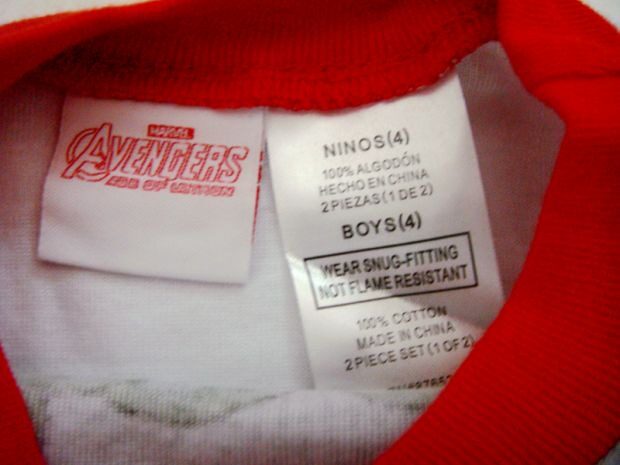 MARVEL
AVENGERS
AGE OF ULTRON
NINOS(4)
100% ALGODÓN
HECHO EN CHINA
2 PIEZAS (1 DE 2)
BOYS(4)
WEAR SNUG-FITTING
NOT FLAME RESISTANT
100% COTTON
MADE IN CHINA
2 PIECE SET (1 OF 2)